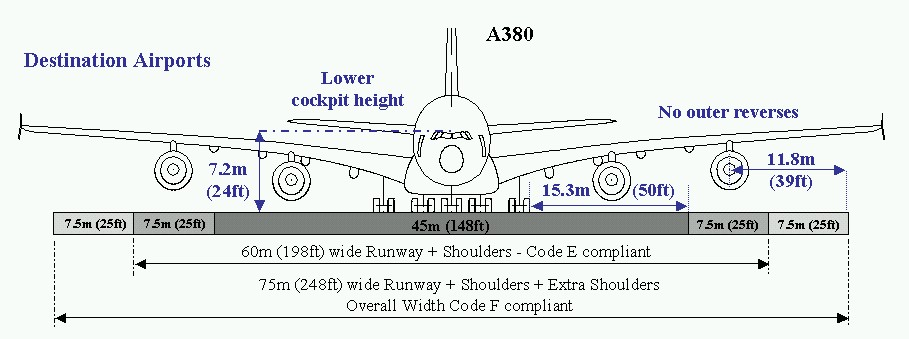 A380
Destination Airports
Lower
cockpit height
No outer reverses
7.2m
(24ft)
11.8m
(39ft)
15.3m (50ft)
7.5m (25ft) 7.5m (25ft) 45m (148ft) 7.5m (25ft) 7.5m (25ft)
60m (198ft) wide Runway + Shoulders - Code E compliant
75m (248ft) wide Runway + Shoulders + Extra Shoulders
Overall Width Code F compliant